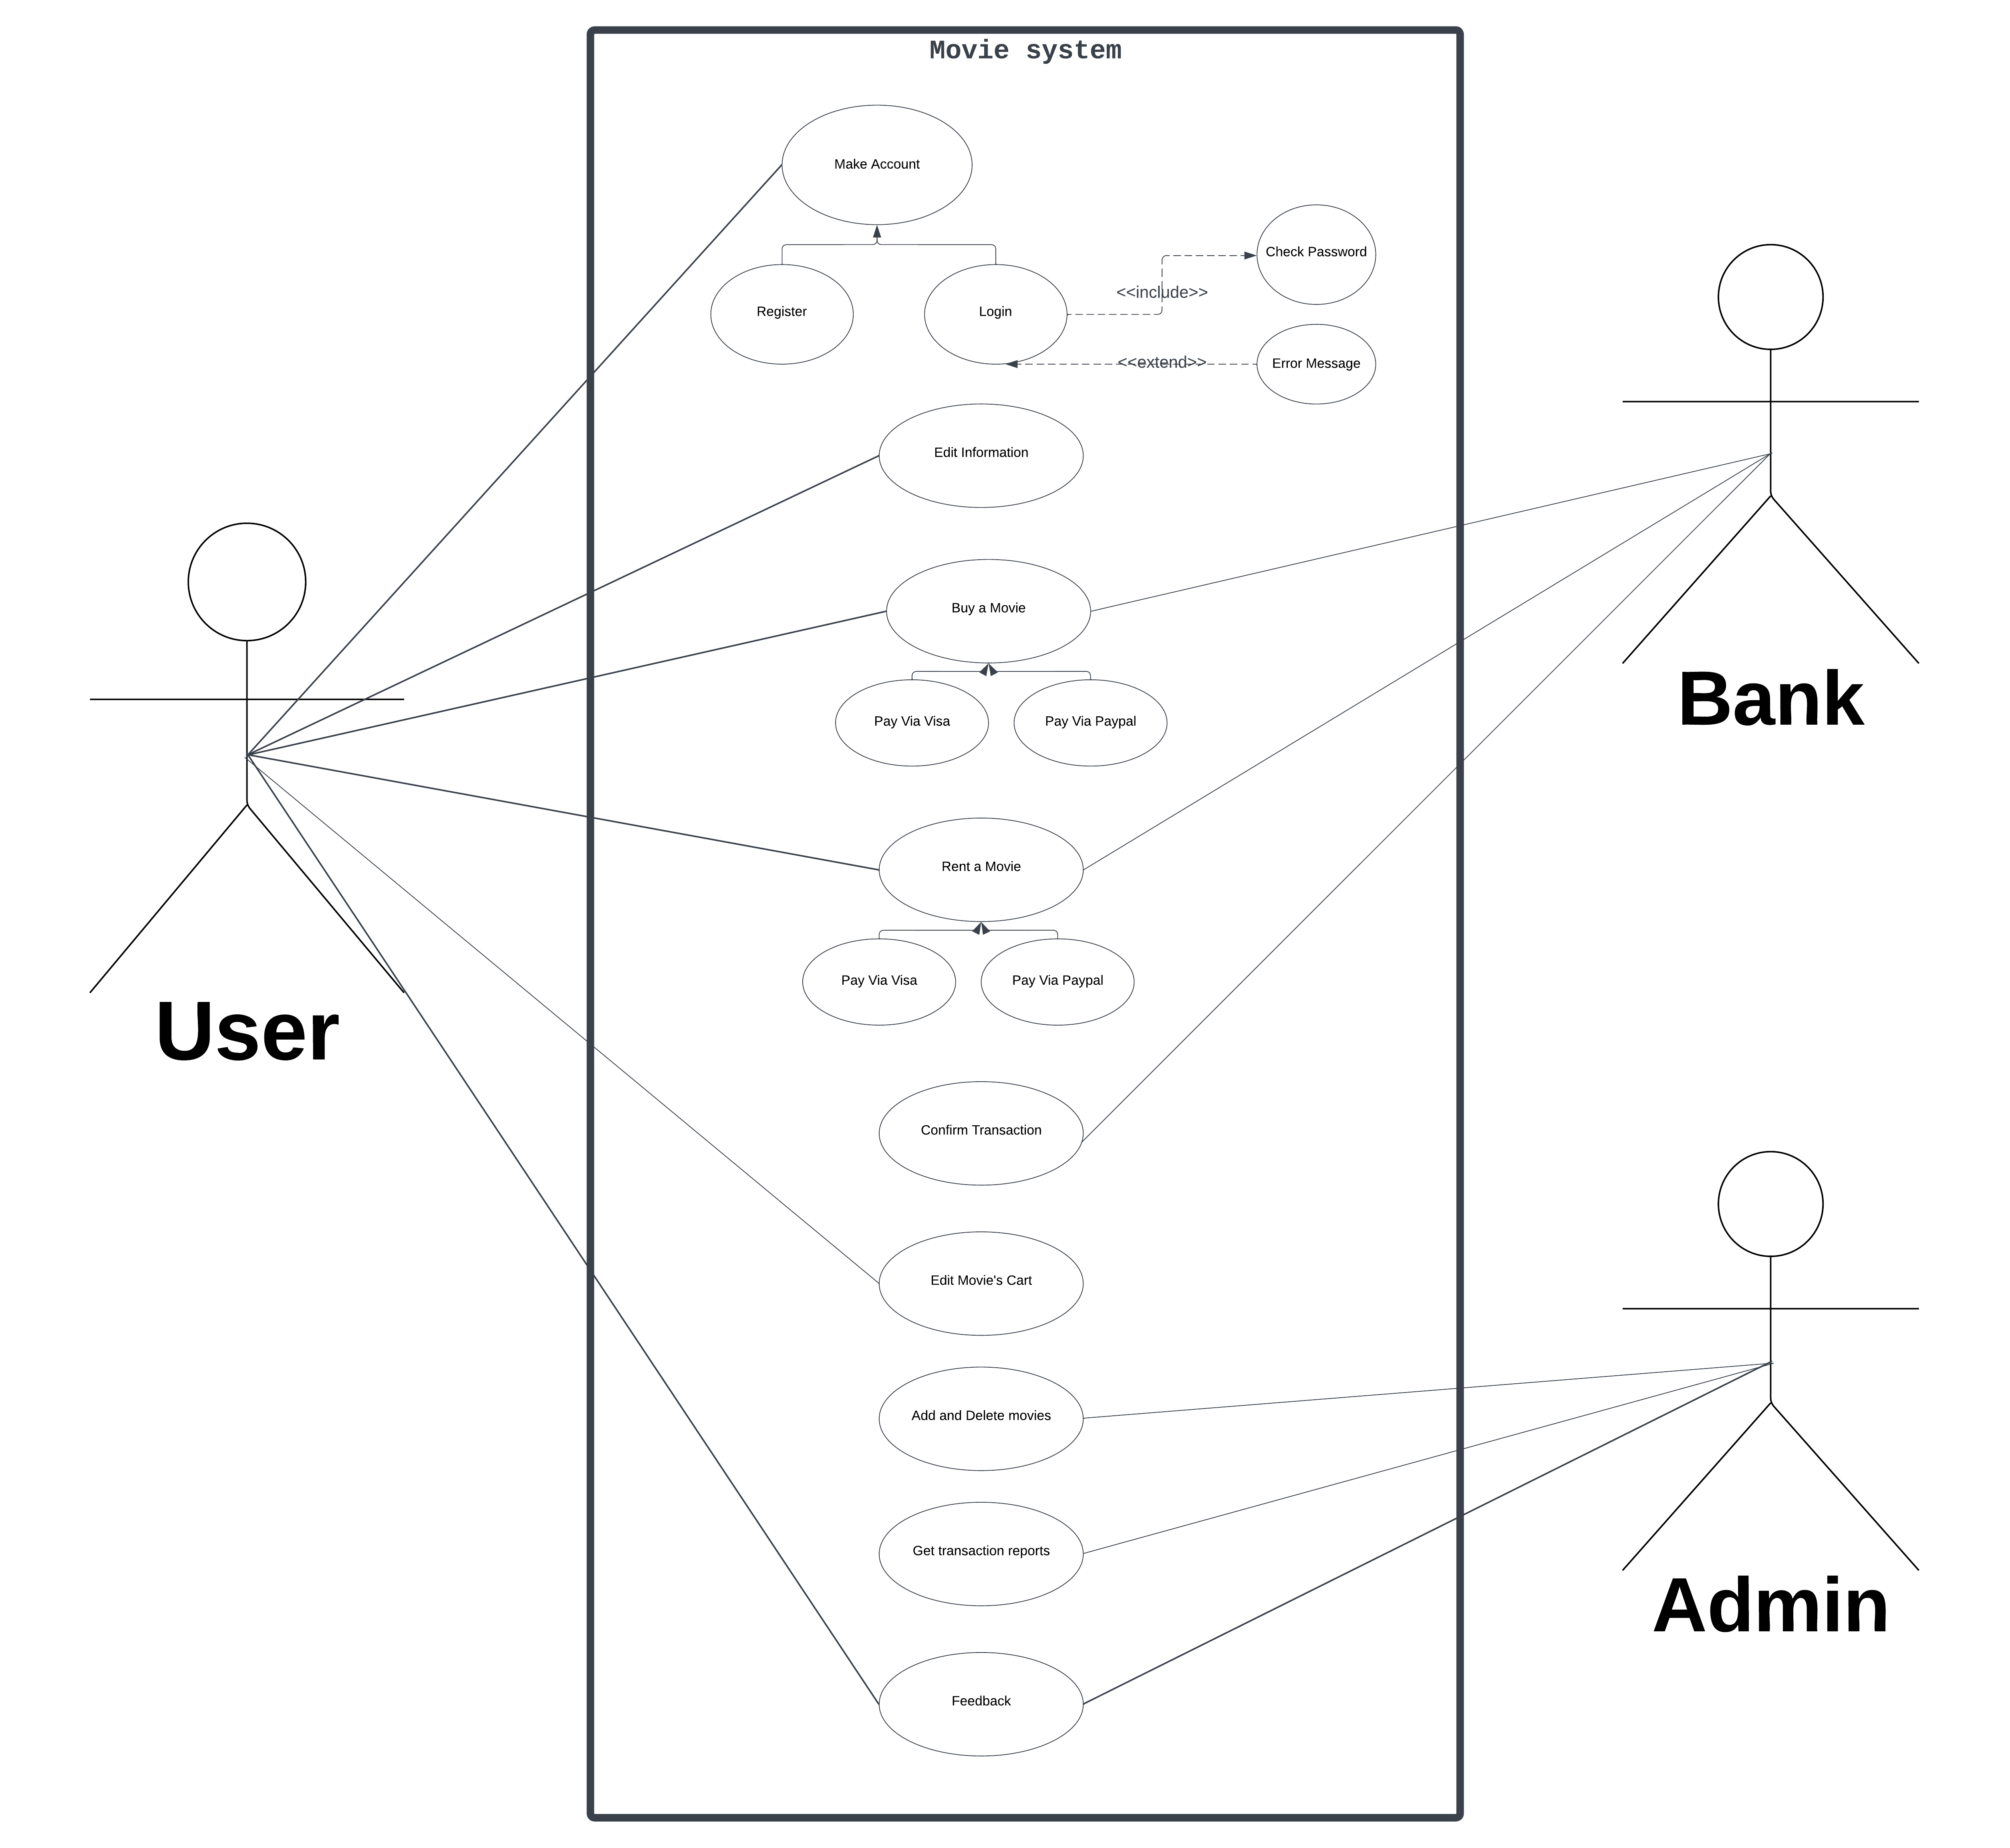 Movie system
Make Account
Check Password
<<include>>
Register
Login
<<extend>>
Error Message
Edit Information
Buy a Movie
Bank
Pay Via Visa
Pay Via Paypal
Rent a Movie
Pay Via Visa
Pay Via Paypal
User
Confirm Transaction
Edit Movie's Cart
Add and Delete movies
Get transaction reports
Admin
Feedback